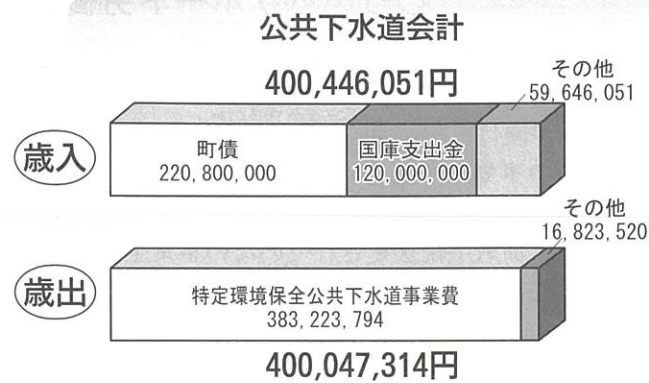 公共下水道会計
400,446,051円
その他
59,646,051
歳入
町債
220,800,000
国庫支出金
120,000,000
その他
16,823,520
歳出
特定環境保全公共下水道事業費
383,223,794
400,047,314円